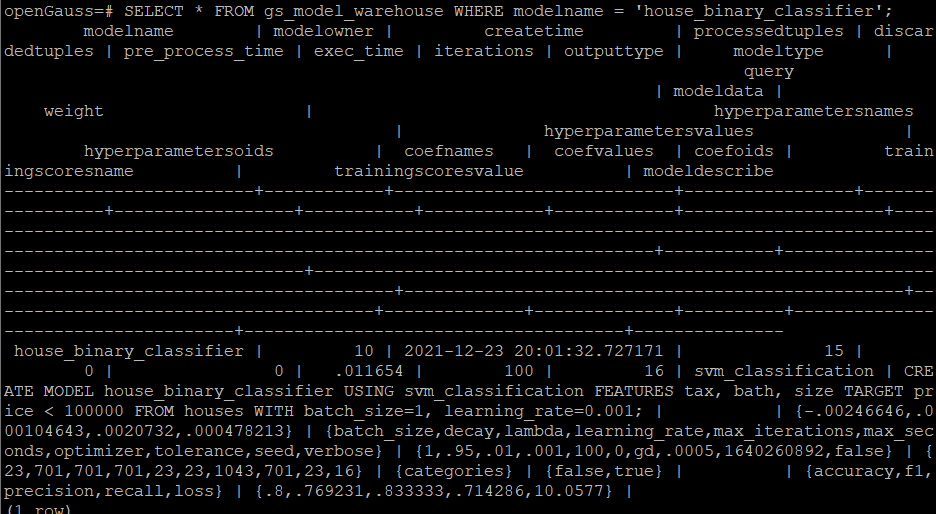 openGauss=# SELECT * FROM gs_model_warehouse WHERE modelname = 'house_binary_classifier';
modelname | modelowner | createtime | processedtuples | discar
dedtuples | pre_process_time | exec_time | iterations | outputtype | modeltype |
query
| modeldata |
weight | hyperparametersnames
| hyperparametersvalues |
hyperparametersoids | coefnames | coefvalues | coefoids | train
ingscoresname | trainingscoresvalue | modeldescribe
-------------------------+------------+----------------------------+-----------------+-------
----------+------------------+-----------+------------+------------+--------------------+-----
----------------------------------------------------------------------------------------------
----------------------------------------------------------------+-----------+-----------------
------------------------------+---------------------------------------------------------------
---------------------------------------+--------------------------------------------------+---
-------------------------------------+--------------+--------------+----------+---------------
-----------------------+--------------------------------------+---------------
house_binary_classifier | 10 | 2021-12-23 20:01:32.727171 | 15 |
0 | 0 | .011654 | 100 | 16 | svm_classification | CRE
ATE MODEL house_binary_classifier USING svm_classification FEATURES tax, bath, size TARGET pr
ice < 100000 FROM houses WITH batch_size=1, learning_rate=0.001; | | {-.00246646,.0
00104643,.0020732,.000478213} | {batch_size,decay,lambda,learning_rate,max_iterations,max_sec
onds,optimizer,tolerance,seed,verbose} | {1,.95,.01,.001,100,0,gd,.0005,1640260892,false} | {
23,701,701,701,23,23,1043,701,23,16} | {categories} | {false,true} | | {accuracy,f1,
precision,recall,loss} | {.8,.769231,.833333,.714286,10.0577} |
(1 row)